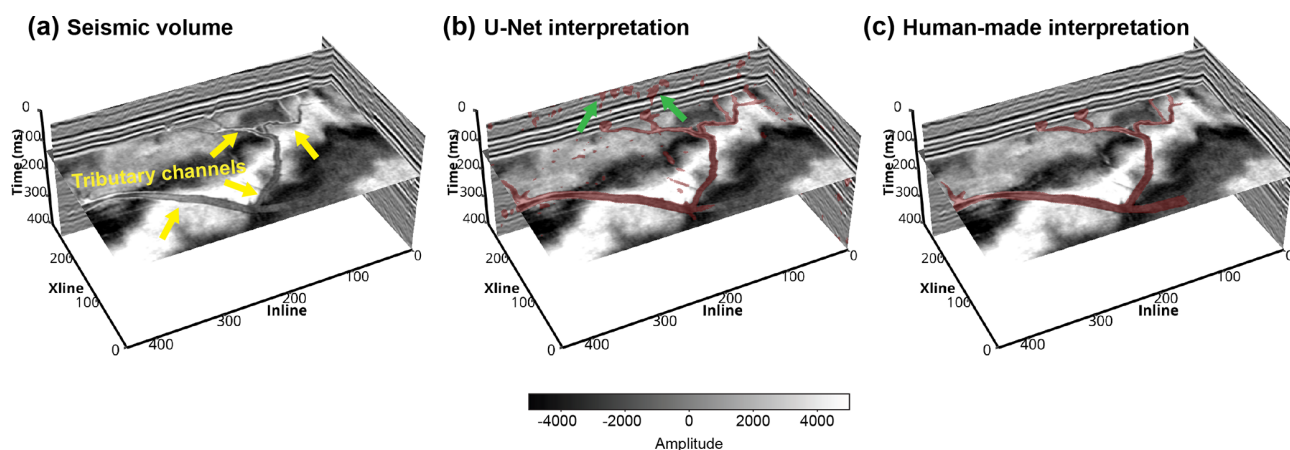 (a) Seismic volume
(b) U-Net interpretation
(c) Human-made interpretation
0
100
200
300
400
Time (ms)
Tributary channels
200
100
0
Xline
400
300
200
100
0
Inline
0
100
200
300
400
Time (ms)
200
100
0
Xline
400
300
200
100
0
Inline
0
100
200
300
400
Time (ms)
200
100
0
Xline
400
300
200
100
0
Inline
-4000 -2000 0 2000 4000
Amplitude